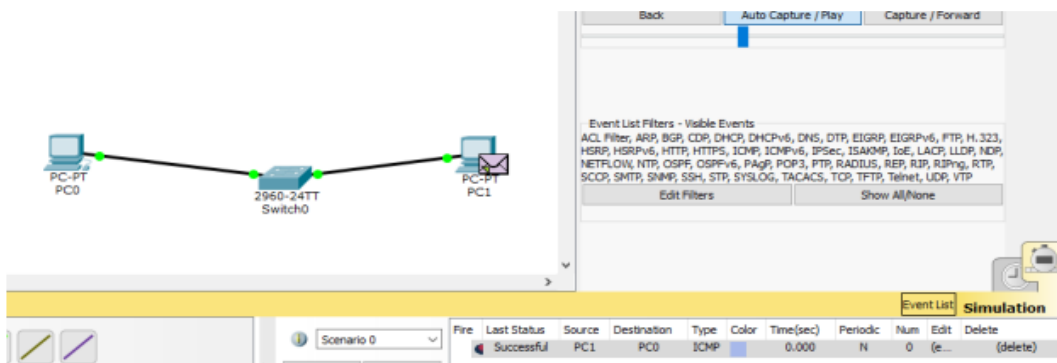 Back Auto Capture / Play Capture / Forward
Event List Filters - Visible Events
ACL Filter, ARP, BGP, CDP, DHCP, DHCPv6, DNS, DTP, EIGRP, EIGRPv6, FTP, H.323,
HSRP, HSRPv6, HTTP, HTTPS, ICMP, ICMPv6, IPSec, ISAKMP, IoE, LACP, LLDP, NDP,
NETFLOW, NTP, OSPF, OSPFv6, PAgP, POP3, PTP, RADIUS, REP, RIP, RIPng, RTP,
SCCP, SMTP, SNMP, SSH, STP, SYSLOG, TACACS, TCP, TFTP, Telnet, UDP, VTP
Edit Filters Show All/None
PC-PT
PC0
2960-24TT
Switch0
PC-PT
PC1
Event List Simulation
Scenario 0
Fire Last Status Source Destination Type Color Time(sec) Periodic Num Edit Delete
Successful PC1 PC0 ICMP 0.000 N 0 (e... (delete)